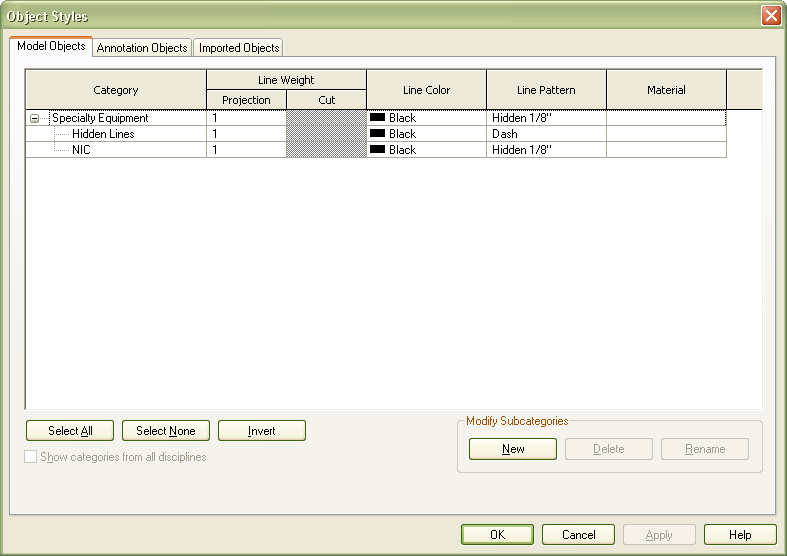 Object Styles
Model Objects Annotation Objects Imported Objects
Category Line Weight Line Color Line Pattern Material
Projection Cut
Specialty Equipment 1 Black Hidden 1/8"
Hidden Lines 1 Black Dash
NIC 1 Black Hidden 1/8"
Select All Select None Invert
Show categories from all disciplines
Modify Subcategories
New Delete Rename
OK Cancel Apply Help